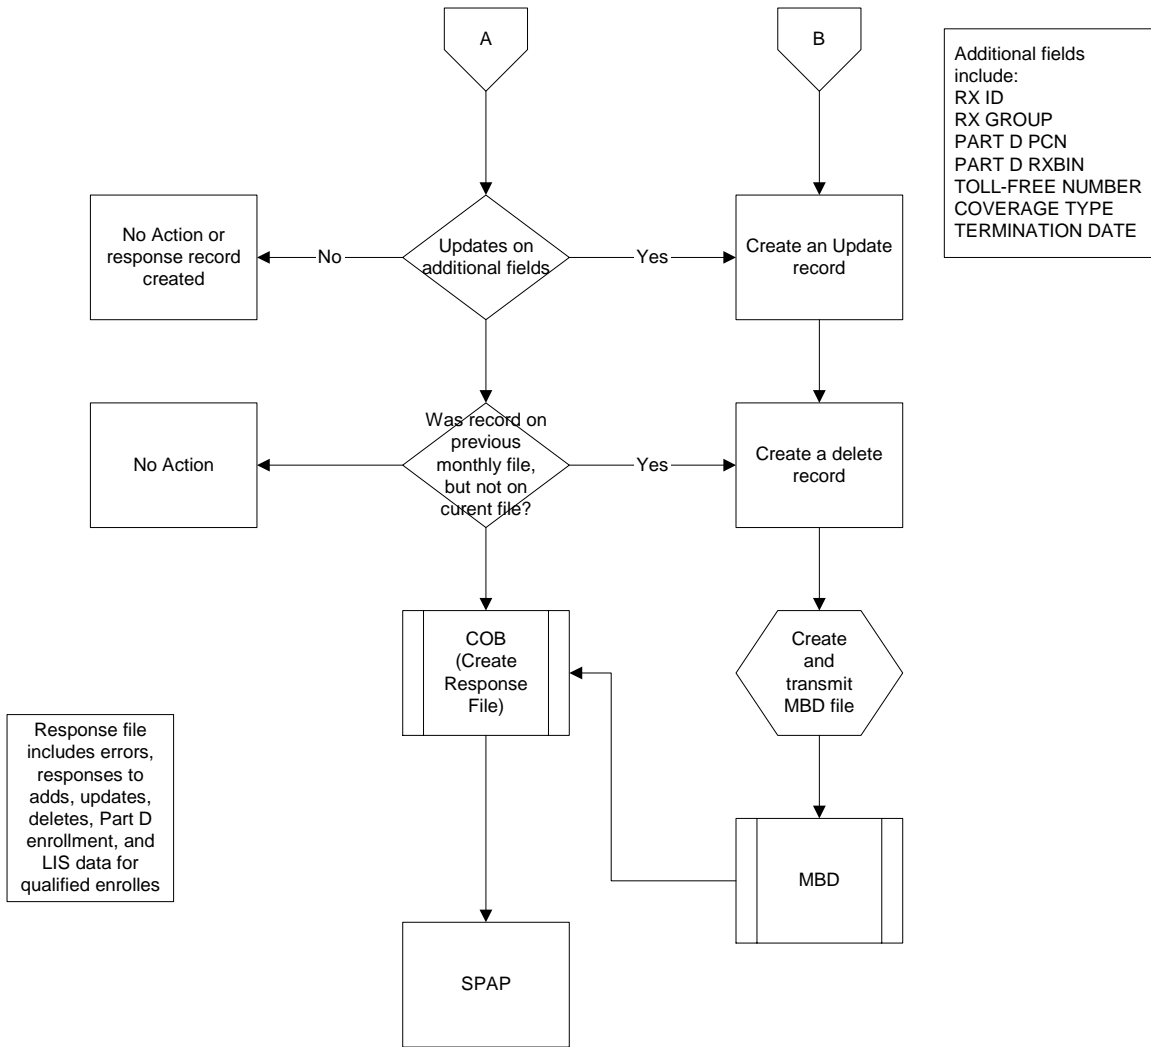 A
B
Additional fields
include:
RX ID
RX GROUP
PART D PCN
PART D RXBIN
TOLL-FREE NUMBER
COVERAGE TYPE
TERMINATION DATE
No Action or
response record
created
No
Updates on
additional fields
Yes
Create an Update
record
No Action
Was record on
previous
monthly file,
but not on
curent file?
Yes
Create a delete
record
COB
(Create
Response
File)
Create
and
transmit
MBD file
Response file
includes errors,
responses to
adds, updates,
deletes, Part D
enrollment, and
LIS data for
qualified enrolles
MBD
SPAP